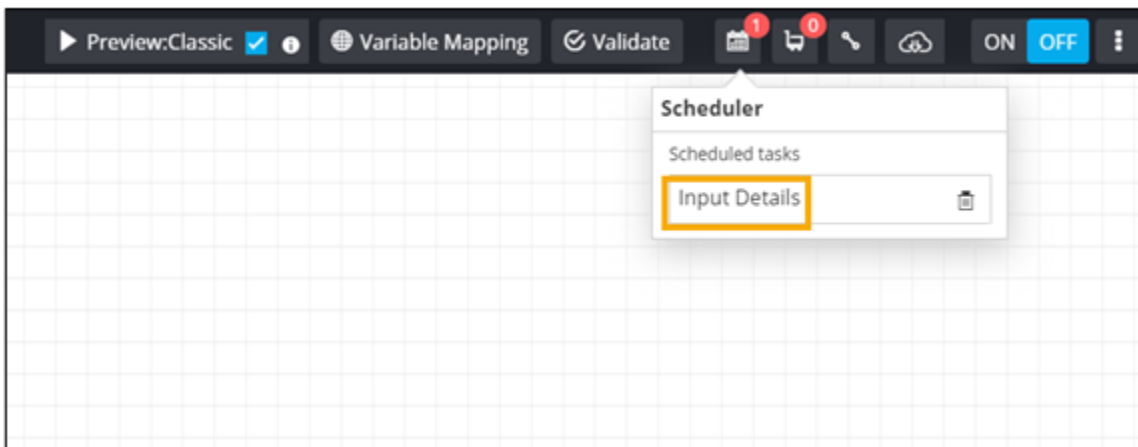 Preview:Classic Variable Mapping Validate 1 0 ON OFF
Scheduler
Scheduled tasks
Input Details